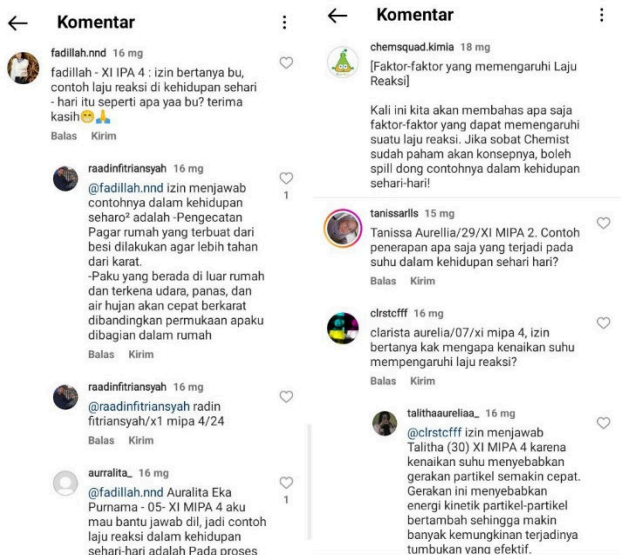 Komentar
fadillah.nnd 16 mg
fadillah - XI IPA 4 : izin bertanya bu,
contoh laju reaksi di kehidupan sehari
- hari itu seperti apa yaa bu? terima
kasih😁🙏
Balas Kirim
raadinfitriansyah 16 mg
@fadillah.nnd izin menjawab
contohnya dalam kehidupan
seharo² adalah -Pengecatan
Pagar rumah yang terbuat dari
besi dilakukan agar lebih tahan
dari karat.
-Paku yang berada di luar rumah
dan terkena udara, panas, dan
air hujan akan cepat berkarat
dibandingkan permukaan apaku
dibagian dalam rumah
1
Balas Kirim
raadinfitriansyah 16 mg
@raadinfitriansyah radin
fitriansyah/x1 mipa 4/24
Balas Kirim
aurralita_ 16 mg
@fadillah.nnd Auralita Eka
Purnama - 05- XI MIPA 4 aku
mau bantu jawab dil, jadi contoh
laju reaksi dalam kehidupan
sehari-hari adalah Pada proses
1
Komentar
chemsquad.kimia 18 mg
[Faktor-faktor yang memengaruhi Laju
Reaksi]
Kali ini kita akan membahas apa saja
faktor-faktor yang dapat memengaruhi
suatu laju reaksi. Jika sobat Chemist
sudah paham akan konsepnya, boleh
spill dong contohnya dalam kehidupan
sehari-hari!
tanissarlls 15 mg
Tanissa Aurellia/29/XI MIPA 2. Contoh
penerapan apa saja yang terjadi pada
suhu dalam kehidupan sehari hari?
Balas Kirim
clrstcfff 16 mg
clarista aurelia/07/xi mipa 4, izin
bertanya kak mengapa kenaikan suhu
mempengaruhi laju reaksi?
Balas Kirim
talithaaureliaa_ 16 mg
@clrstcfff izin menjawab
Talitha (30) XI MIPA 4 karena
kenaikan suhu menyebabkan
gerakan partikel semakin cepat.
Gerakan ini menyebabkan
energi kinetik partikel-partikel
bertambah sehingga makin
banyak kemungkinan terjadinya
tumbukan yang efektif.